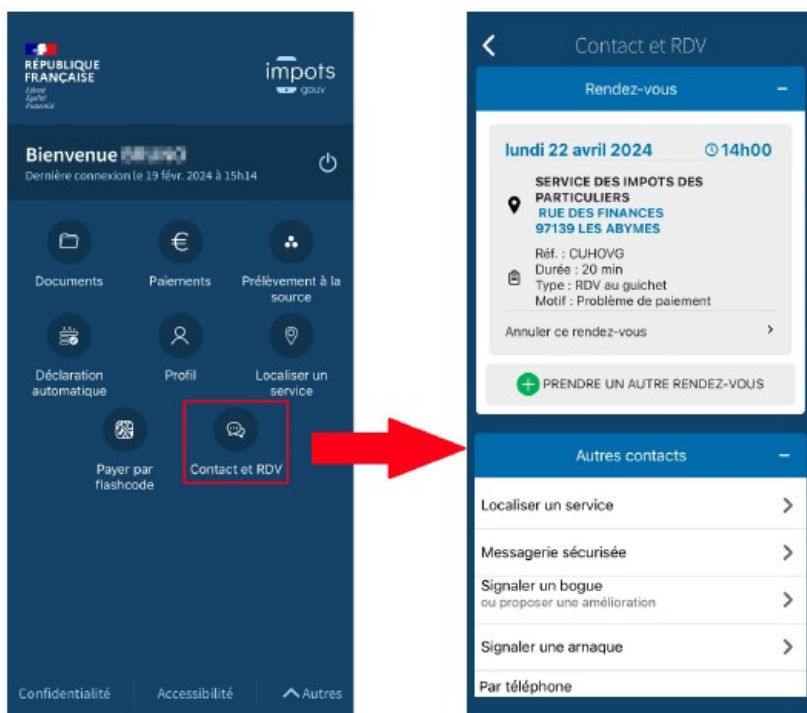 RÉPUBLIQUE
FRANÇAISE
Liberté
Égalité
Fraternité
impots
gouv
Bienvenue
Dernière connexion le 19 févr. 2024 à 15h14
Documents
Paiements
Prélèvement à la
source
Déclaration
automatique
Profil
Localiser un
service
Payer par
flashcode
Contact et RDV
Confidentialité
Accessibilité
Autres
Contact et RDV
Rendez-vous
lundi 22 avril 2024 14h00
SERVICE DES IMPOTS DES
PARTICULIERS
RUE DES FINANCES
97139 LES ABYMES
Réf. : CUHOVG
Durée : 20 min
Type : RDV au guichet
Motif : Problème de paiement
Annuler ce rendez-vous
PRENDRE UN AUTRE RENDEZ-VOUS
Autres contacts
Localiser un service
Messagerie sécurisée
Signaler un bogue
ou proposer une amélioration
Signaler une arnaque
Par téléphone